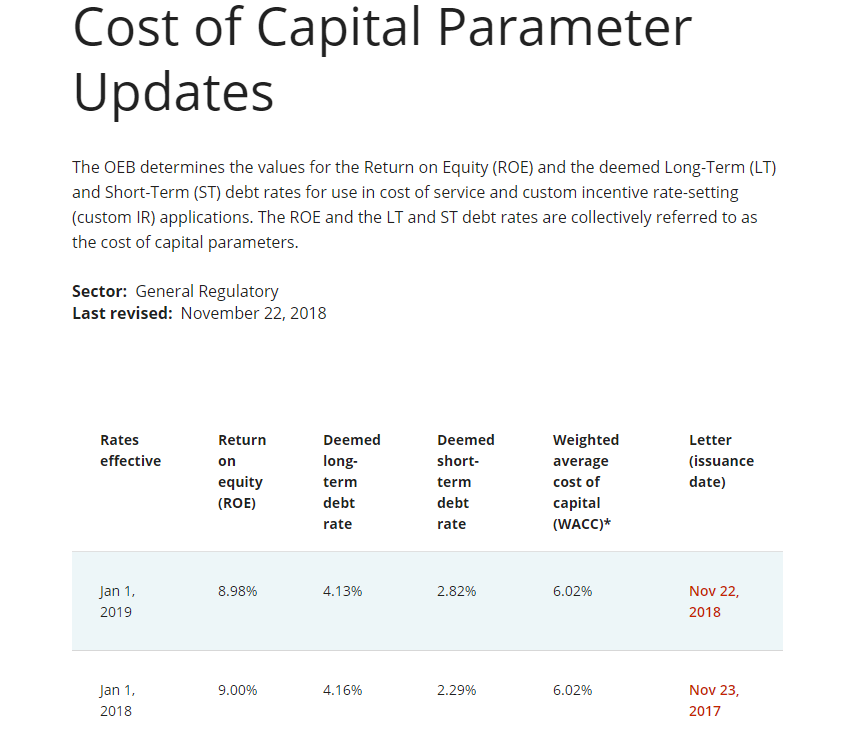 Cost of Capital Parameter
Updates
The OEB determines the values for the Return on Equity (ROE) and the deemed Long-Term (LT)
and Short-Term (ST) debt rates for use in cost of service and custom incentive rate-setting
(custom IR) applications. The ROE and the LT and ST debt rates are collectively referred to as
the cost of capital parameters.
Sector: General Regulatory
Last revised: November 22, 2018
Rates Return Deemed Deemed Weighted Letter
effective on long- short- average (issuance
equity term term cost of date)
(ROE) debt debt capital
rate rate (WACC)*
Jan 1, 8.98% 4.13% 2.82% 6.02% Nov 22,
2019 2018
Jan 1, 9.00% 4.16% 2.29% 6.02% Nov 23,
2018 2017